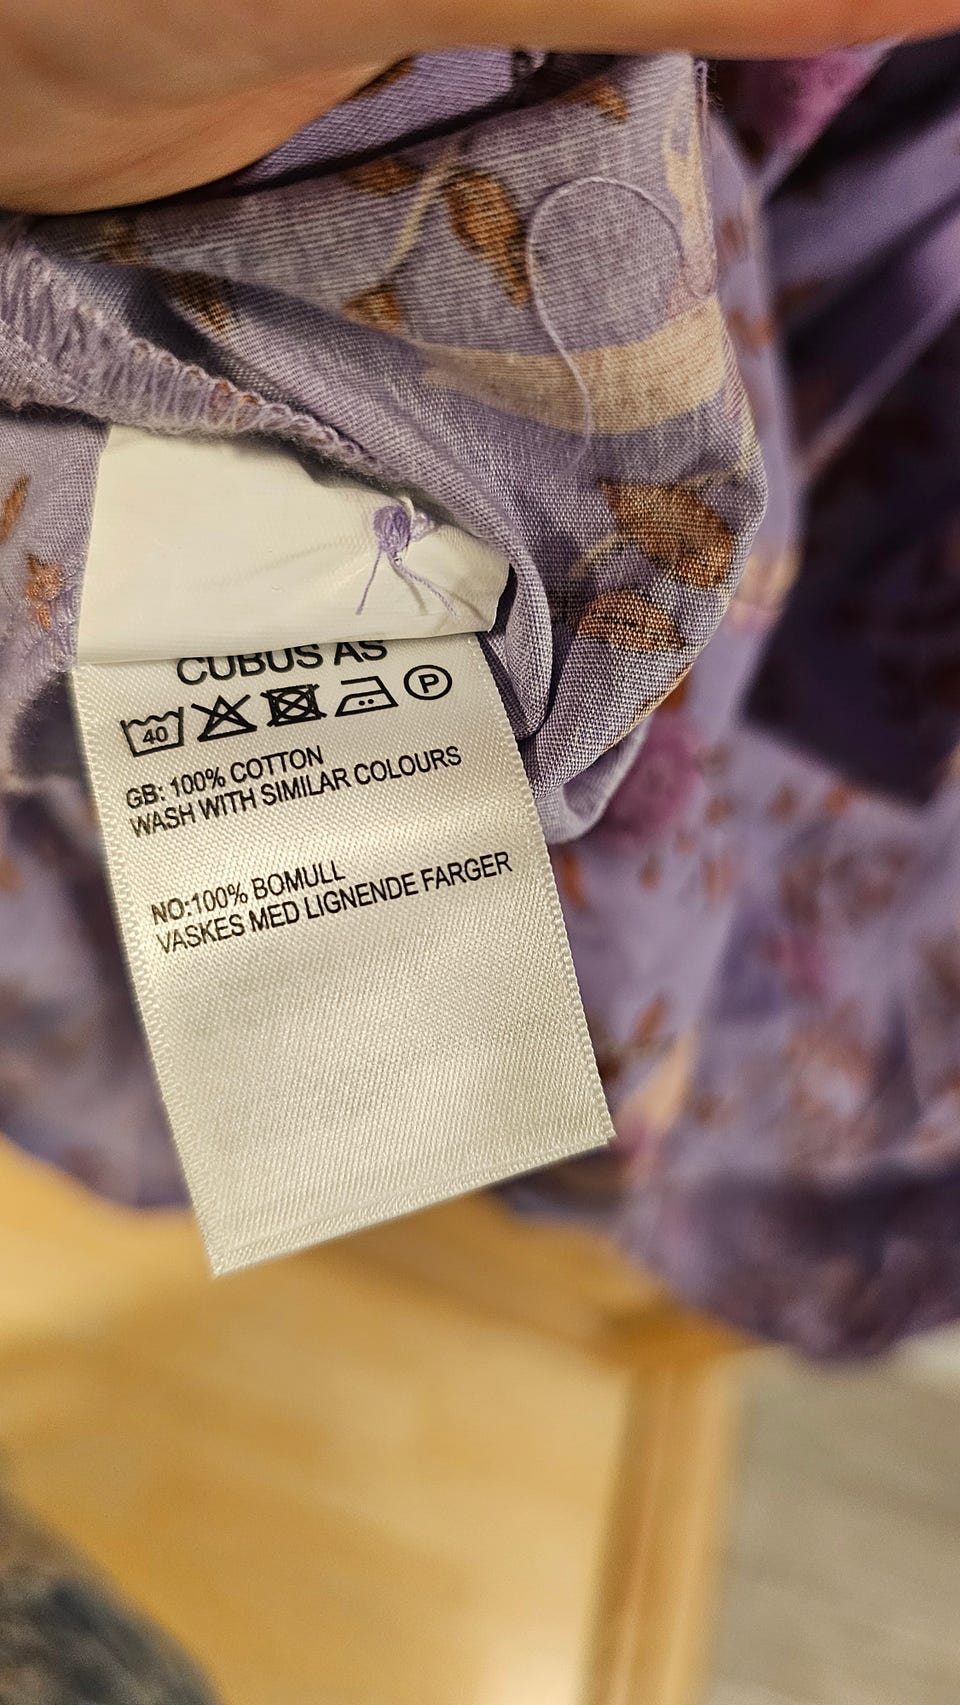 CUBUS AS
40 P
GB: 100% COTTON
WASH WITH SIMILAR COLOURS
NO:100% BOMULL
VASKES MED LIGNENDE FARGER